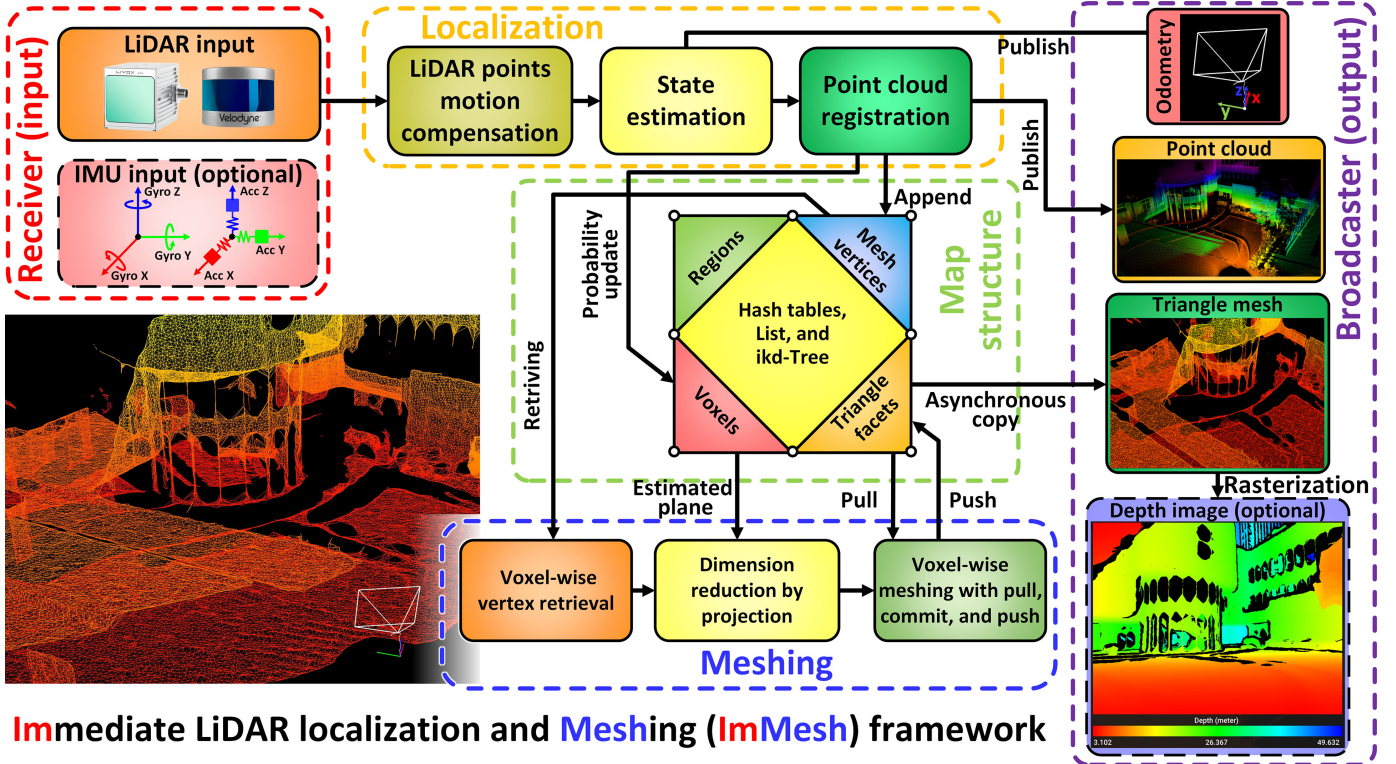 Receiver (input)
LiDAR input
LIVOX
Velodyne
IMU input (optional)
Gyro Z
Acc Z
Gyro Y
Acc Y
Gyro X
Acc X
Localization
LiDAR points
motion
compensation
State
estimation
Point cloud
registration
Publish
Publish
Append
Probability
update
Retriving
Map
structure
Regions
Mesh
vertices
Hash tables,
List, and
ikd-Tree
Voxels
Triangle
facets
Asynchronous
copy
Estimated
plane
Pull
Push
Voxel-wise
vertex retrieval
Dimension
reduction by
projection
Voxel-wise
meshing with pull,
commit, and push
Meshing
Broadcaster (output)
Odometry
z
x
y
Point cloud
Triangle mesh
Rasterization
Depth image (optional)
Depth (meter)
3.102
26.367
49.632
Immediate LiDAR localization and Meshing (ImMesh) framework